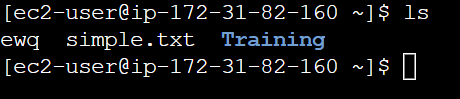 [ec2-user@ip-172-31-82-160 ~]$ ls
ewq  simple.txt  Training
[ec2-user@ip-172-31-82-160 ~]$